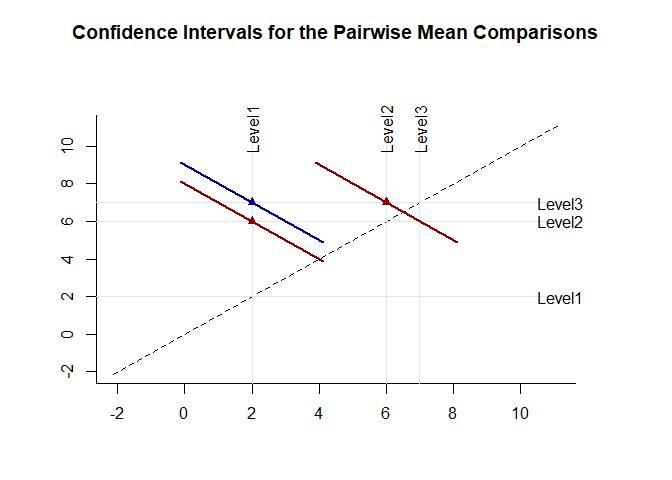 Confidence Intervals for the Pairwise Mean Comparisons
Level1
Level2
Level3
10
8
6
4
2
0
-2
Level3
Level2
Level1
-2 0 2 4 6 8 10